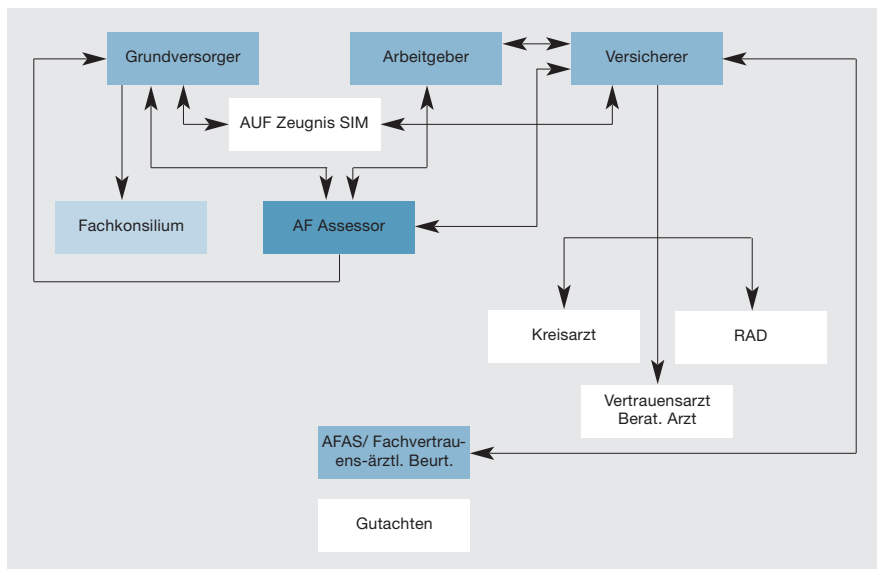 Grundversorger
Arbeitgeber
Versicherer
AUF Zeugnis SIM
Fachkonsilium
AF Assessor
Kreisarzt
RAD
Vertrauensarzt
Berat. Arzt
AFAS/ Fachvertrau-
ens-ärztl. Beurt.
Gutachten